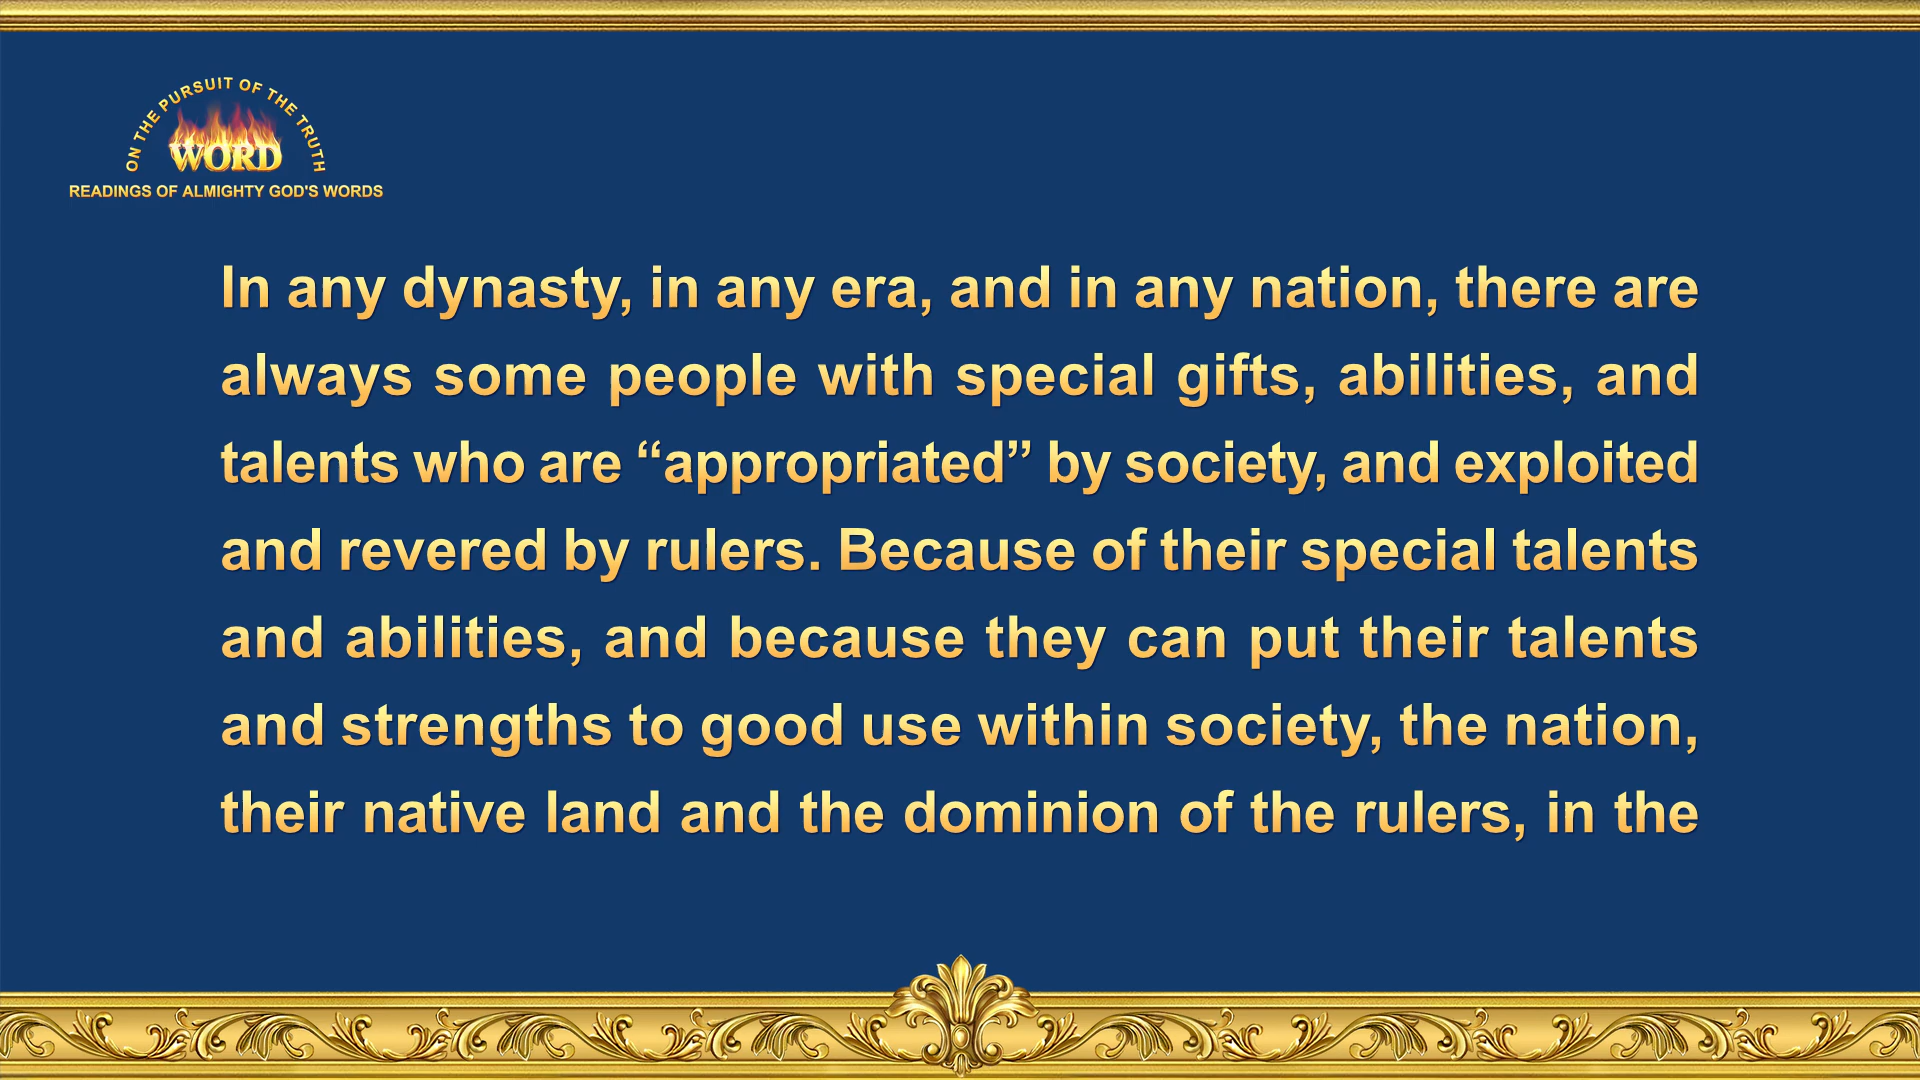 ON THE PURSUIT OF THE TRUTH
WORD
READINGS OF ALMIGHTY GOD'S WORDS
In any dynasty, in any era, and in any nation, there are
always some people with special gifts, abilities, and
talents who are “appropriated” by society, and exploited
and revered by rulers. Because of their special talents
and abilities, and because they can put their talents
and strengths to good use within society, the nation,
their native land and the dominion of the rulers, in the